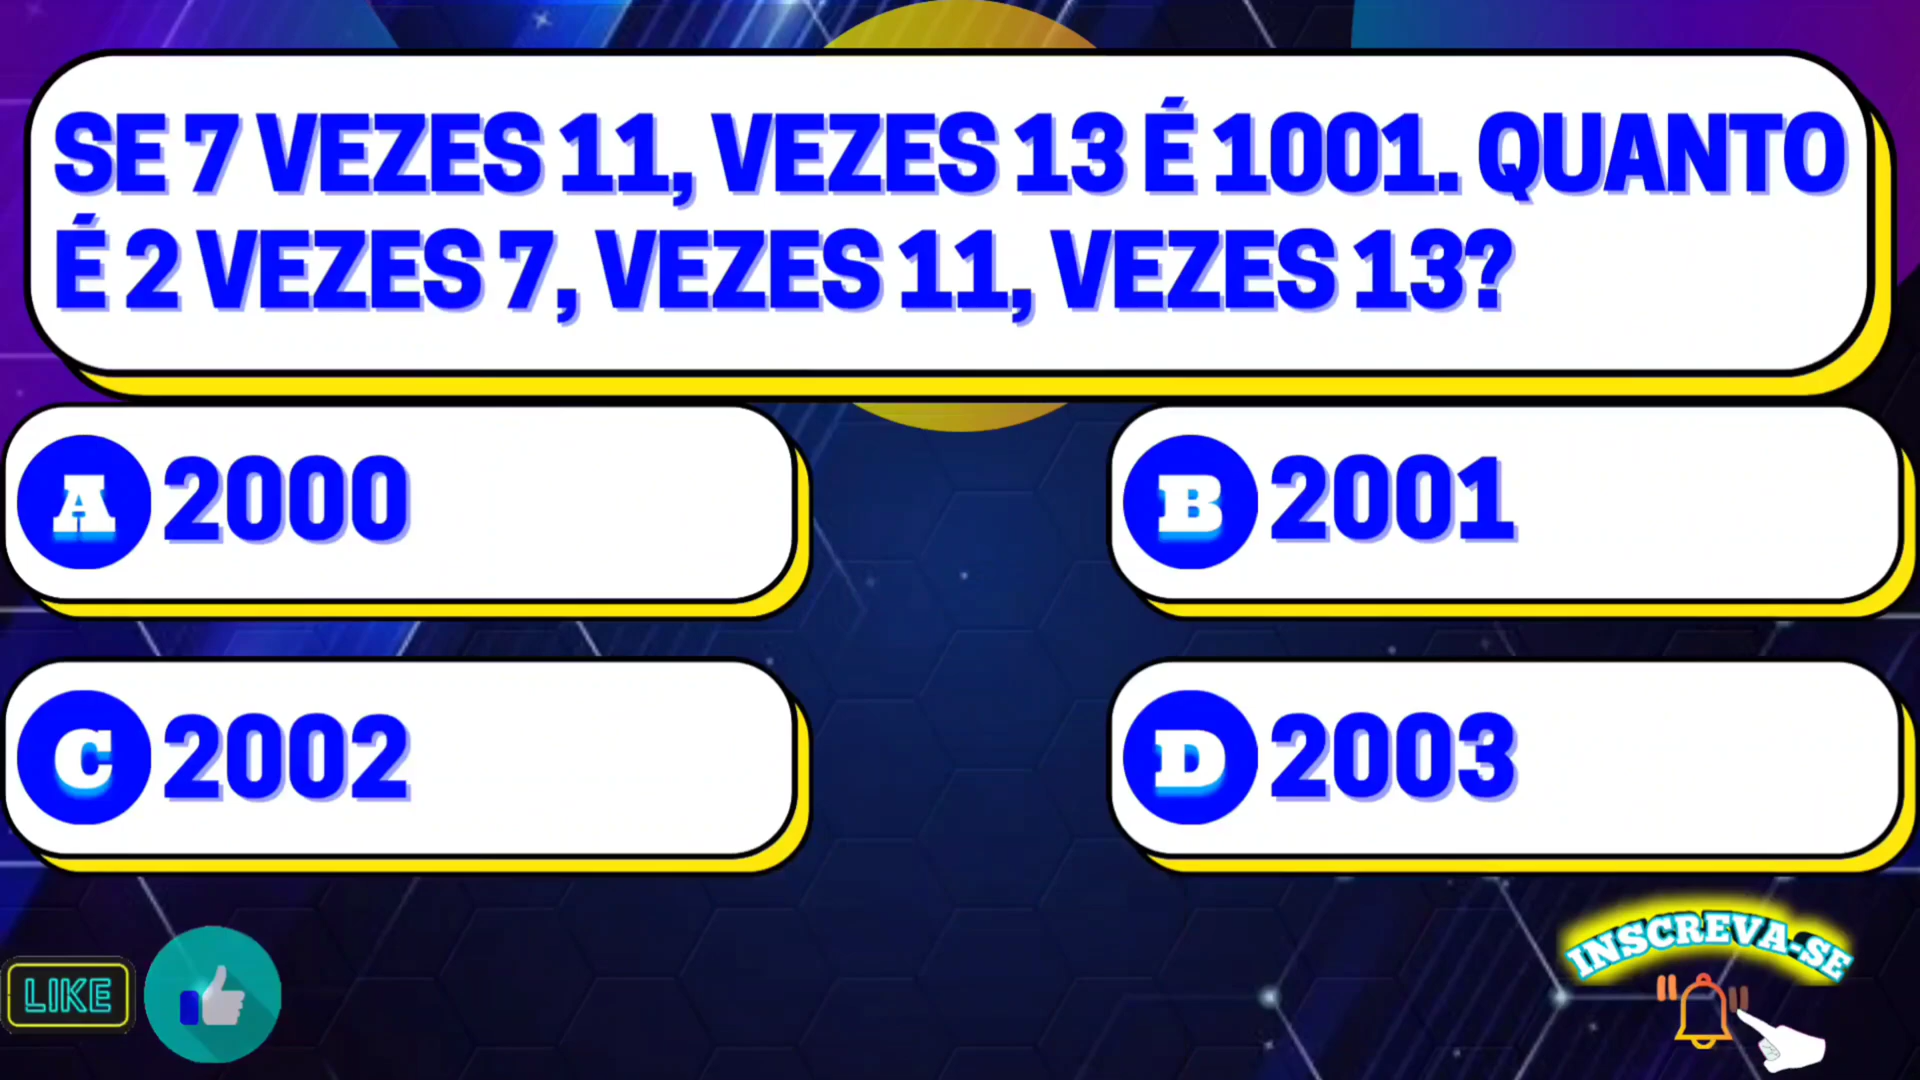 SE 7 VEZES 11, VEZES 13 É 1001. QUANTO
É 2 VEZES 7, VEZES 11, VEZES 13?
A 2000
B 2001
C 2002
D 2003
LIKE
INSCREVA-SE